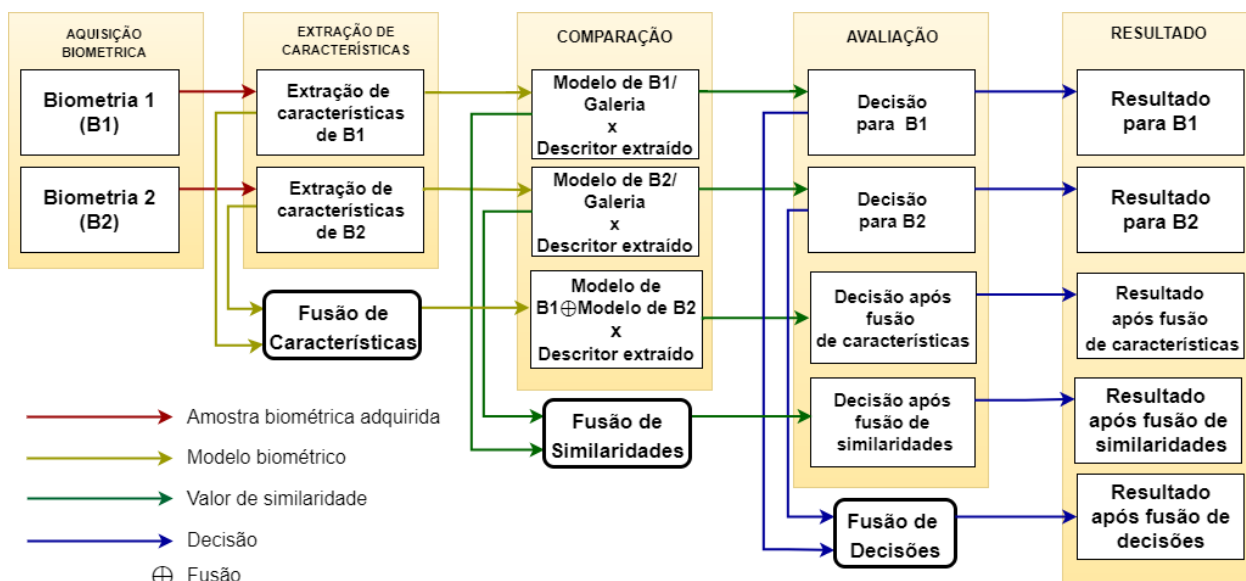 AQUISIÇÃO
BIOMETRICA
Biometria 1
(B1)
Biometria 2
(B2)
EXTRAÇÃO DE
CARACTERÍSTICAS
Extração de
características
de B1
Extração de
características
de B2
Fusão de
Características
COMPARAÇÃO
Modelo de B1/
Galeria
x
Descritor extraído
Modelo de B2/
Galeria
x
Descritor extraído
Modelo de
B1⊕Modelo de B2
x
Descritor extraído
Fusão de
Similaridades
AVALIAÇÃO
Decisão
para B1
Decisão
para B2
Decisão após
fusão
de características
Decisão após
fusão de
similaridades
Fusão de
Decisões
RESULTADO
Resultado
para B1
Resultado
para B2
Resultado
após fusão
de características
Resultado
após fusão de
similaridades
Resultado
após fusão de
decisões
Amostra biométrica adquirida
Modelo biométrico
Valor de similaridade
Decisão
⊕ Fusão